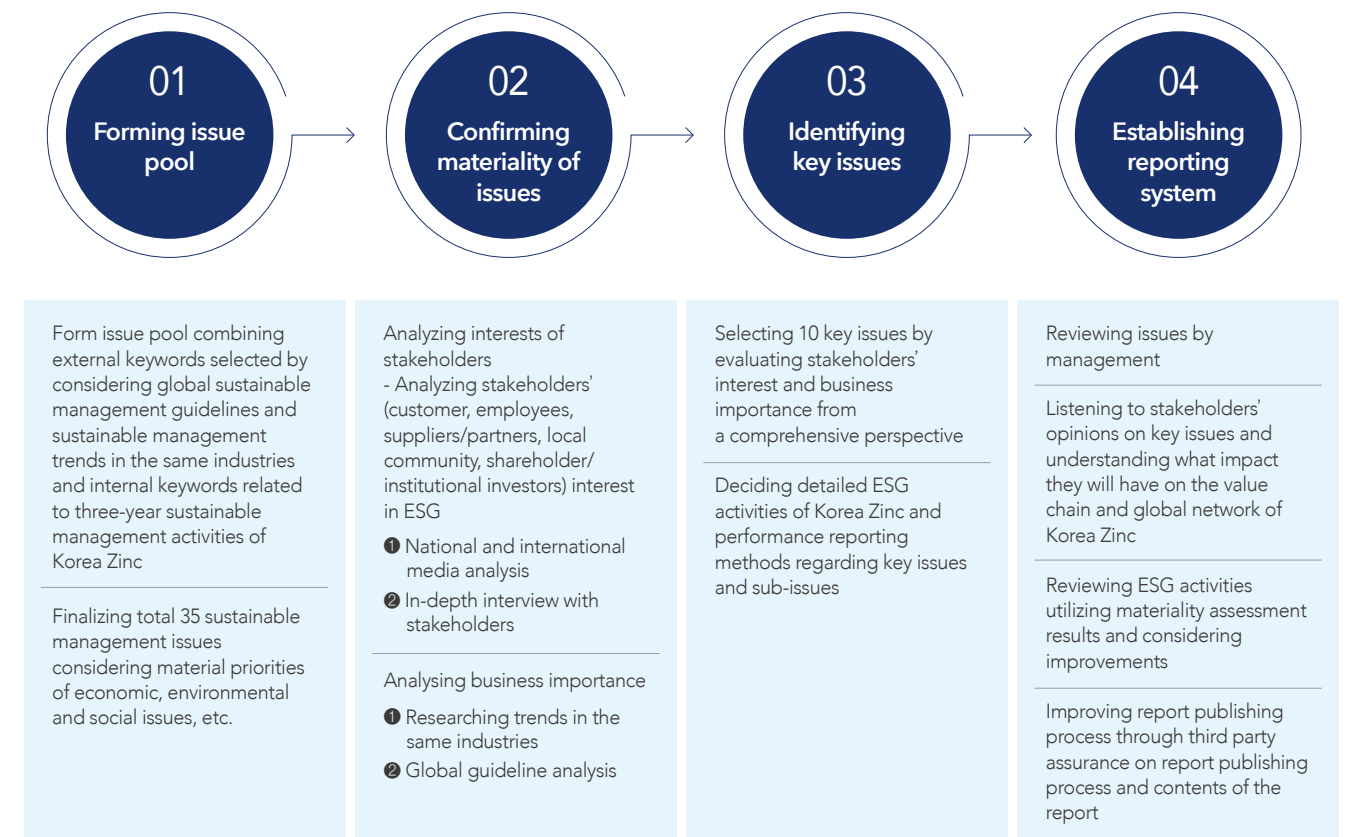 01
Forming issue
pool
02
Confirming
materiality of
issues
03
Identifying
key issues
04
Establishing
reporting
system
Form issue pool combining
external keywords selected by
considering global sustainable
management guidelines and
sustainable management
trends in the same industries
and internal keywords related
to three-year sustainable
management activities of
Korea Zinc
Finalizing total 35 sustainable
management issues
considering material priorities
of economic, environmental
and social issues, etc.
Analyzing interests of
stakeholders
- Analyzing stakeholders’
(customer, employees,
suppliers/partners, local
community, shareholder/
institutional investors) interest
in ESG
❶ National and international
media analysis
❷ In-depth interview with
stakeholders
Analysing business importance
❶ Researching trends in the
same industries
❷ Global guideline analysis
Selecting 10 key issues by
evaluating stakeholders’
interest and business
importance from
a comprehensive perspective
Deciding detailed ESG
activities of Korea Zinc and
performance reporting
methods regarding key issues
and sub-issues
Reviewing issues by
management
Listening to stakeholders’
opinions on key issues and
understanding what impact
they will have on the value
chain and global network of
Korea Zinc
Reviewing ESG activities
utilizing materiality assessment
results and considering
improvements
Improving report publishing
process through third party
assurance on report publishing
process and contents of the
report